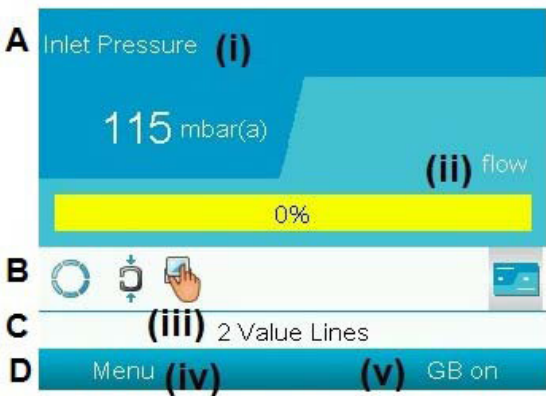 A Inlet Pressure (i)
115 mbar(a)
(ii) flow
0%
B
(iii)
C 2 Value Lines
D Menu (iv) (v) GB on